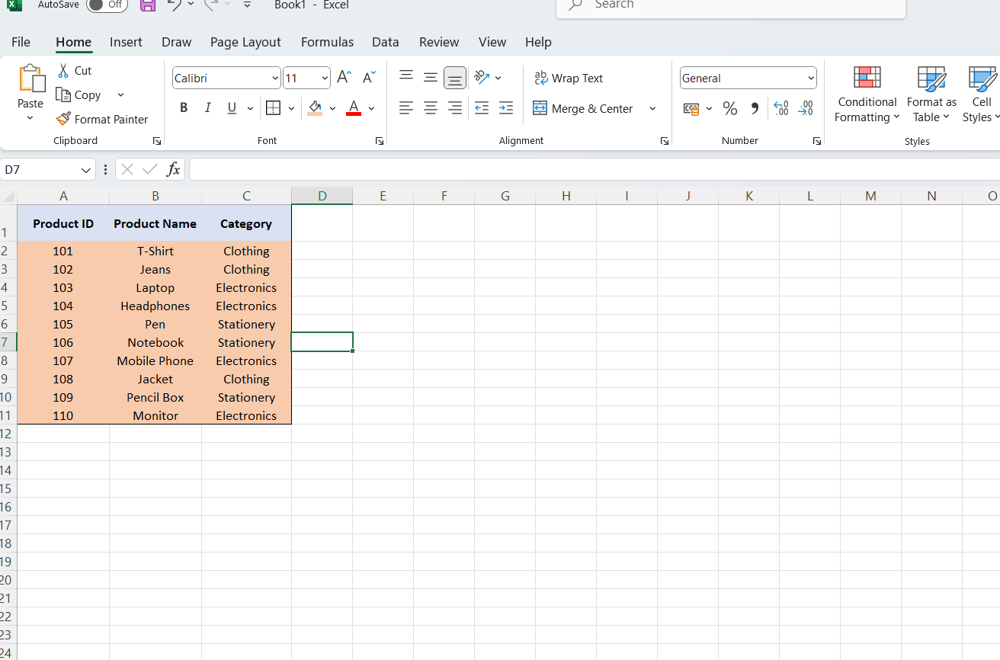 AutoSave Off Book1 - Excel Search
File Home Insert Draw Page Layout Formulas Data Review View Help
Paste Cut Copy Format Painter
Clipboard
Calibri 11
B I U A
Font
ab Wrap Text
Merge & Center
Alignment
General
% .00 .00
Number
Conditional Formatting Format as Table Cell Styles
Styles
D7 fx
A B C D E F G H I J K L M N O
1 Product ID Product Name Category
2 101 T-Shirt Clothing
3 102 Jeans Clothing
4 103 Laptop Electronics
5 104 Headphones Electronics
6 105 Pen Stationery
7 106 Notebook Stationery
8 107 Mobile Phone Electronics
9 108 Jacket Clothing
10 109 Pencil Box Stationery
11 110 Monitor Electronics
12
13
14
15
16
17
18
19
20
21
22
23
24